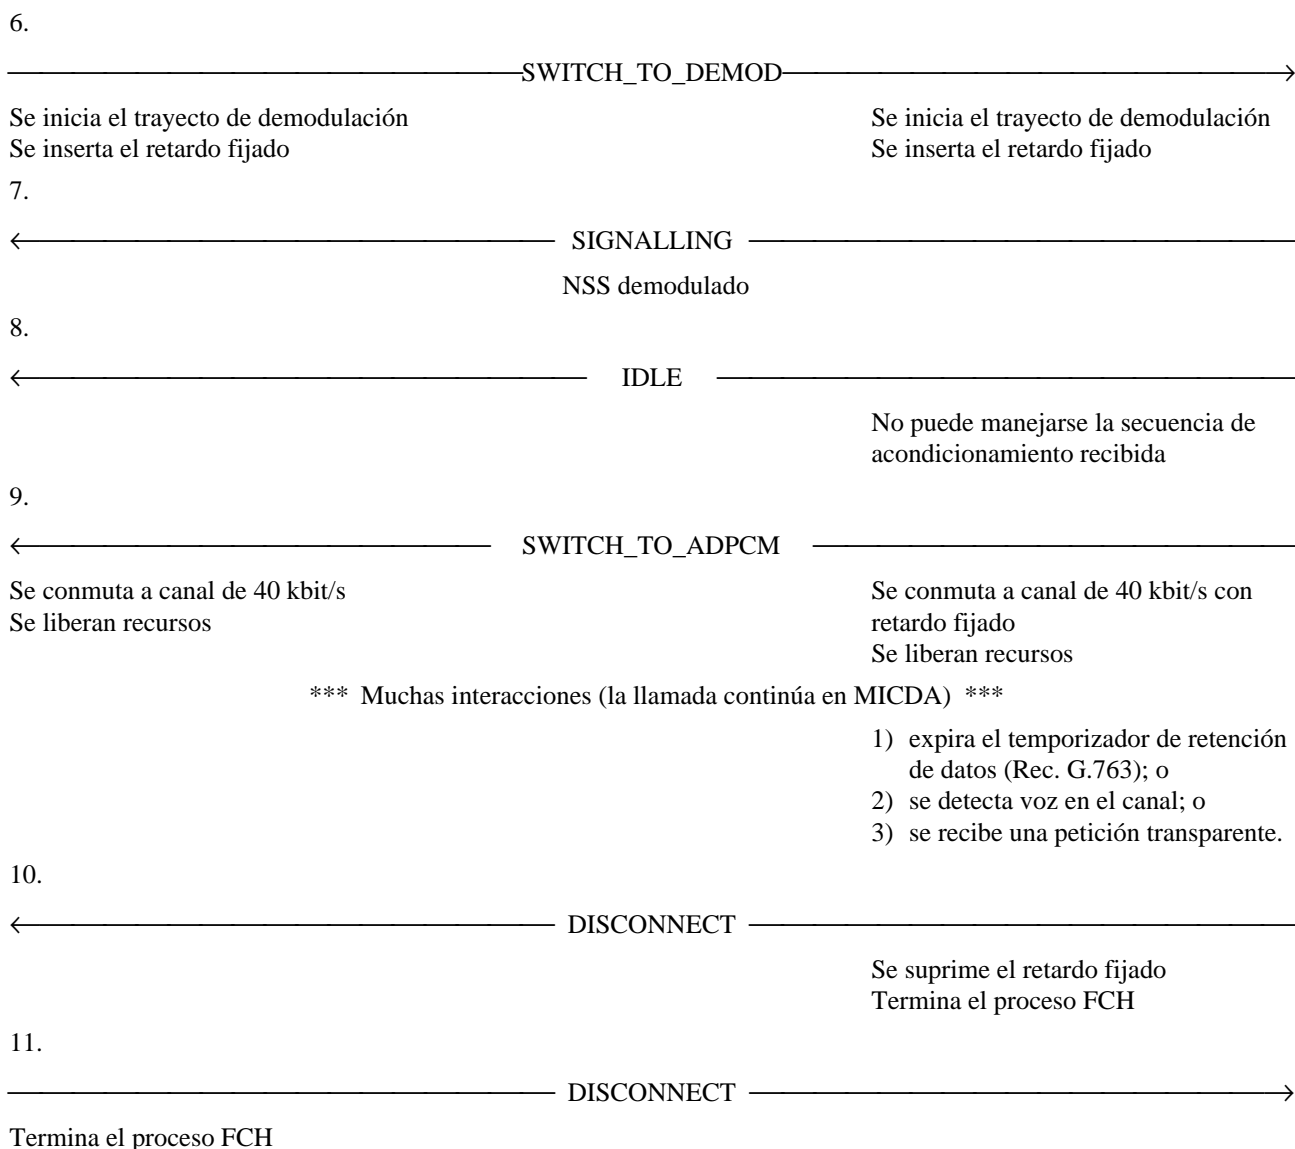 6.
SWITCH_TO_DEMOD
Se inicia el trayecto de demodulación
Se inserta el retardo fijado
Se inicia el trayecto de demodulación
Se inserta el retardo fijado
7.
SIGNALLING
NSS demodulado
8.
IDLE
No puede manejarse la secuencia de
acondicionamiento recibida
9.
SWITCH_TO_ADPCM
Se conmuta a canal de 40 kbit/s
Se liberan recursos
Se conmuta a canal de 40 kbit/s con
retardo fijado
Se liberan recursos
*** Muchas interacciones (la llamada continúa en MICDA) ***
1) expira el temporizador de retención
de datos (Rec. G.763); o
2) se detecta voz en el canal; o
3) se recibe una petición transparente.
10.
DISCONNECT
Se suprime el retardo fijado
Termina el proceso FCH
11.
DISCONNECT
Termina el proceso FCH